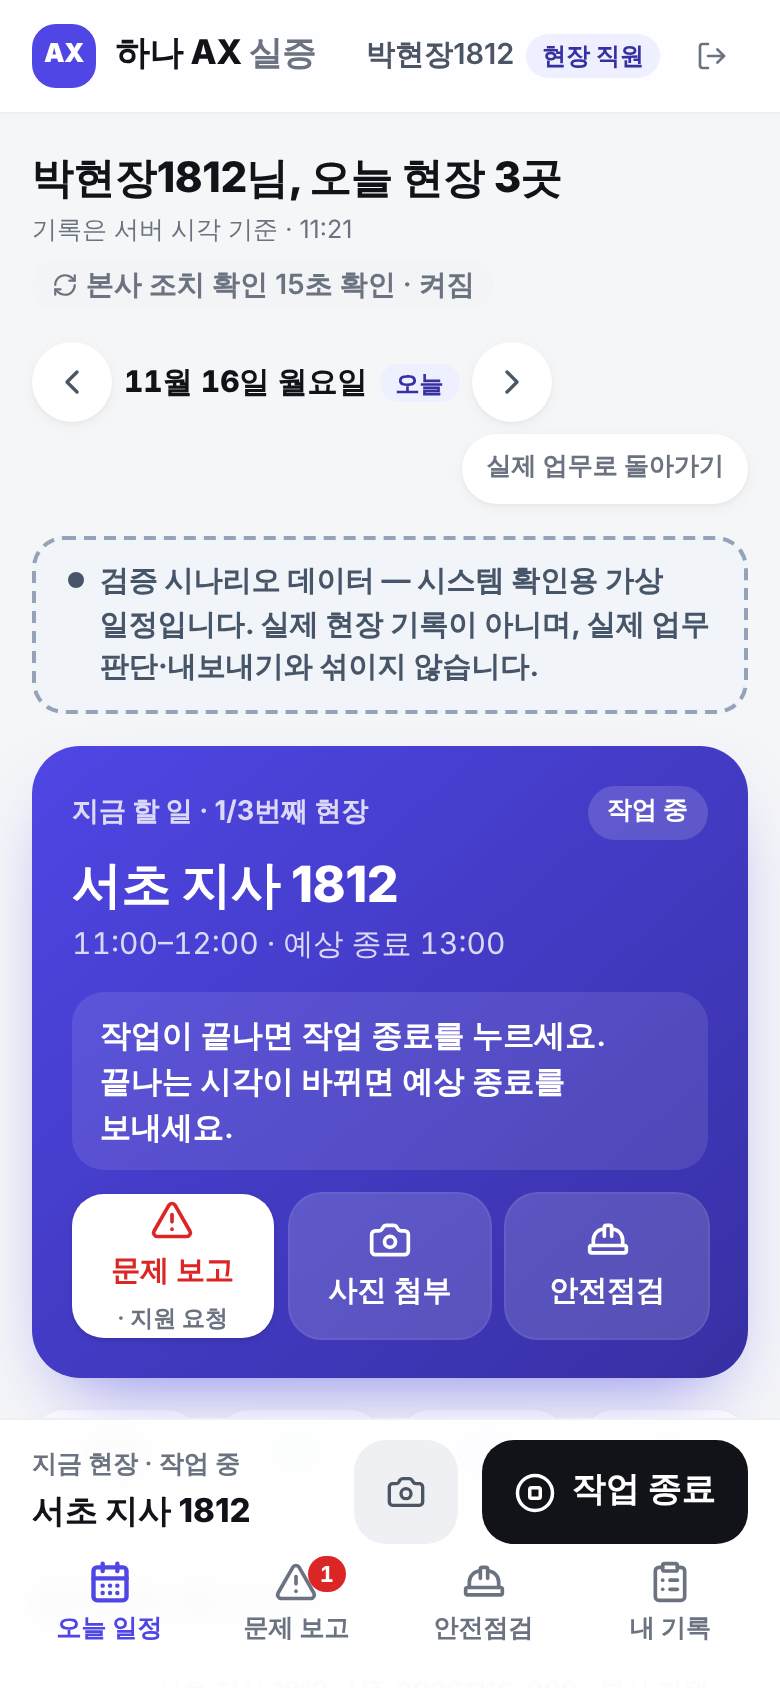 AX 하나 AX 실증 박현장1812 현장 직원
박현장1812님, 오늘 현장 3곳
기록은 서버 시각 기준 · 11:21
본사 조치 확인 15초 확인 · 켜짐
11월 16일 월요일 오늘
실제 업무로 돌아가기
검증 시나리오 데이터 — 시스템 확인용 가상
일정입니다. 실제 현장 기록이 아니며, 실제 업무
판단·내보내기와 섞이지 않습니다.
지금 할 일 · 1/3번째 현장 작업 중
서초 지사 1812
11:00–12:00 · 예상 종료 13:00
작업이 끝나면 작업 종료를 누르세요.
끝나는 시각이 바뀌면 예상 종료를
보내세요.
문제 보고 사진 첨부 안전점검
· 지원 요청
지금 현장 · 작업 중
서초 지사 1812 작업 종료
1
오늘 일정 문제 보고 안전점검 내 기록